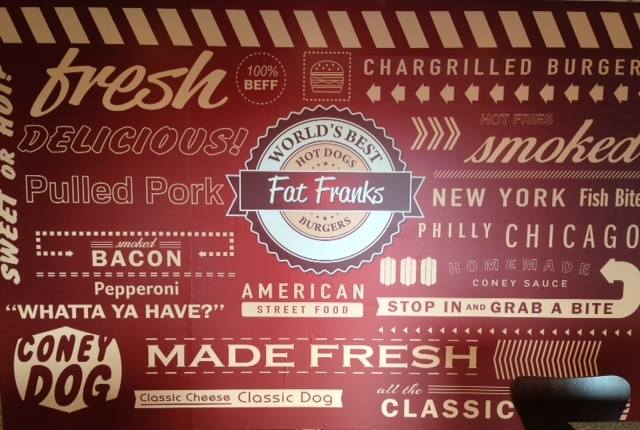 fresh
100%
BEFF
CHARGRILLED BURGER
SWEET OR HOT?
DELICIOUS!
HOT FRIES
smoked
Pulled Pork
WORLD'S BEST
HOT DOGS
Fat Franks
BURGERS
NEW YORK Fish Bite
PHILLY CHICAGO
smoked
BACON
HOMEMADE
CONEY SAUCE
Pepperoni
"WHATTA YA HAVE?"
AMERICAN
STREET FOOD
STOP IN AND GRAB A BITE
CONEY
DOG
MADE FRESH
Classic Cheese Classic Dog
all the
CLASSIC